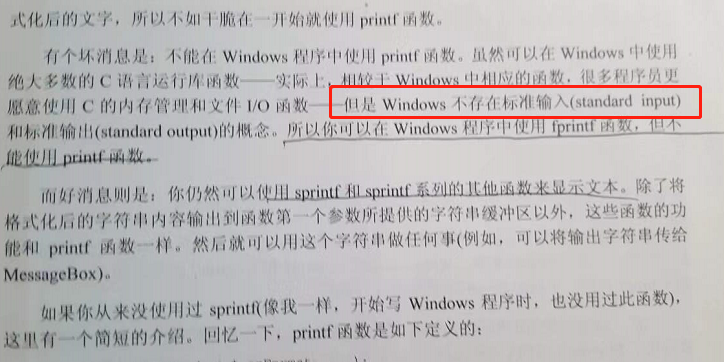 式化后的文字，所以不如干脆在一开始就使用 printf 函数。
有个坏消息是：不能在 Windows 程序中使用 printf 函数。虽然可以在 Windows 中使用
绝大多数的 C 语言运行库函数——实际上，相较于 Windows 中相应的函数，很多程序员更
愿意使用 C 的内存管理和文件 I/O 函数——但是 Windows 不存在标准输入(standard input)
和标准输出(standard output)的概念。所以你可以在 Windows 程序中使用 fprintf 函数，但不
能使用 printf 函数。
而好消息则是：你仍然可以使用 sprintf 和 sprintf 系列的其他函数来显示文本。除了将
格式化后的字符串内容输出到函数第一个参数所提供的字符串缓冲区以外，这些函数的功
能和 printf 函数一样。然后就可以用这个字符串做任何事(例如，可以将输出字符串传给
MessageBox)。
如果你从来没使用过 sprintf(像我一样，开始写 Windows 程序时，也没用过此函数)，
这里有一个简短的介绍。回忆一下，printf 函数是如下定义的：